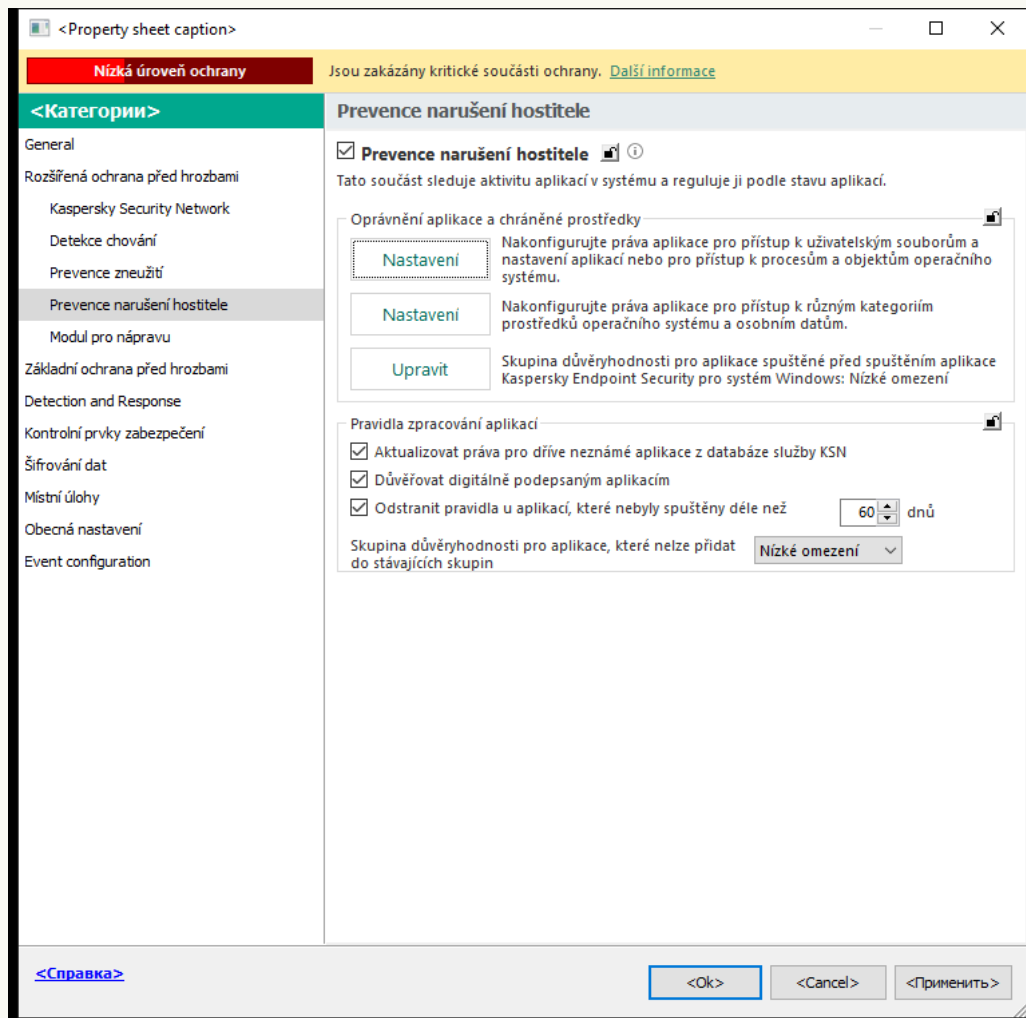 <Property sheet caption>
Nízká úroveň ochrany
Jsou zakázány kritické součásti ochrany. Další informace
<Категории>
General
Rozšířená ochrana před hrozbami
Kaspersky Security Network
Detekce chování
Prevence zneužití
Prevence narušení hostitele
Modul pro nápravu
Základní ochrana před hrozbami
Detection and Response
Kontrolní prvky zabezpečení
Šifrování dat
Místní úlohy
Obecná nastavení
Event configuration
Prevence narušení hostitele
Prevence narušení hostitele
Tato součást sleduje aktivitu aplikací v systému a reguluje ji podle stavu aplikací.
Oprávnění aplikace a chráněné prostředky
Nastavení
Nakonfigurujte práva aplikace pro přístup k uživatelským souborům a
nastavení aplikací nebo pro přístup k procesům a objektům operačního
systému.
Nastavení
Nakonfigurujte práva aplikace pro přístup k různým kategoriím
prostředků operačního systému a osobním datům.
Upravit
Skupina důvěryhodnosti pro aplikace spuštěné před spuštěním aplikace
Kaspersky Endpoint Security pro systém Windows: Nízké omezení
Pravidla zpracování aplikací
Aktualizovat práva pro dříve neznámé aplikace z databáze služby KSN
Důvěřovat digitálně podepsaným aplikacím
Odstranit pravidla u aplikací, které nebyly spuštěny déle než 60 dnů
Skupina důvěryhodnosti pro aplikace, které nelze přidat
do stávajících skupin
Nízké omezení
<Справка>
<Ok>
<Cancel>
<Применить>